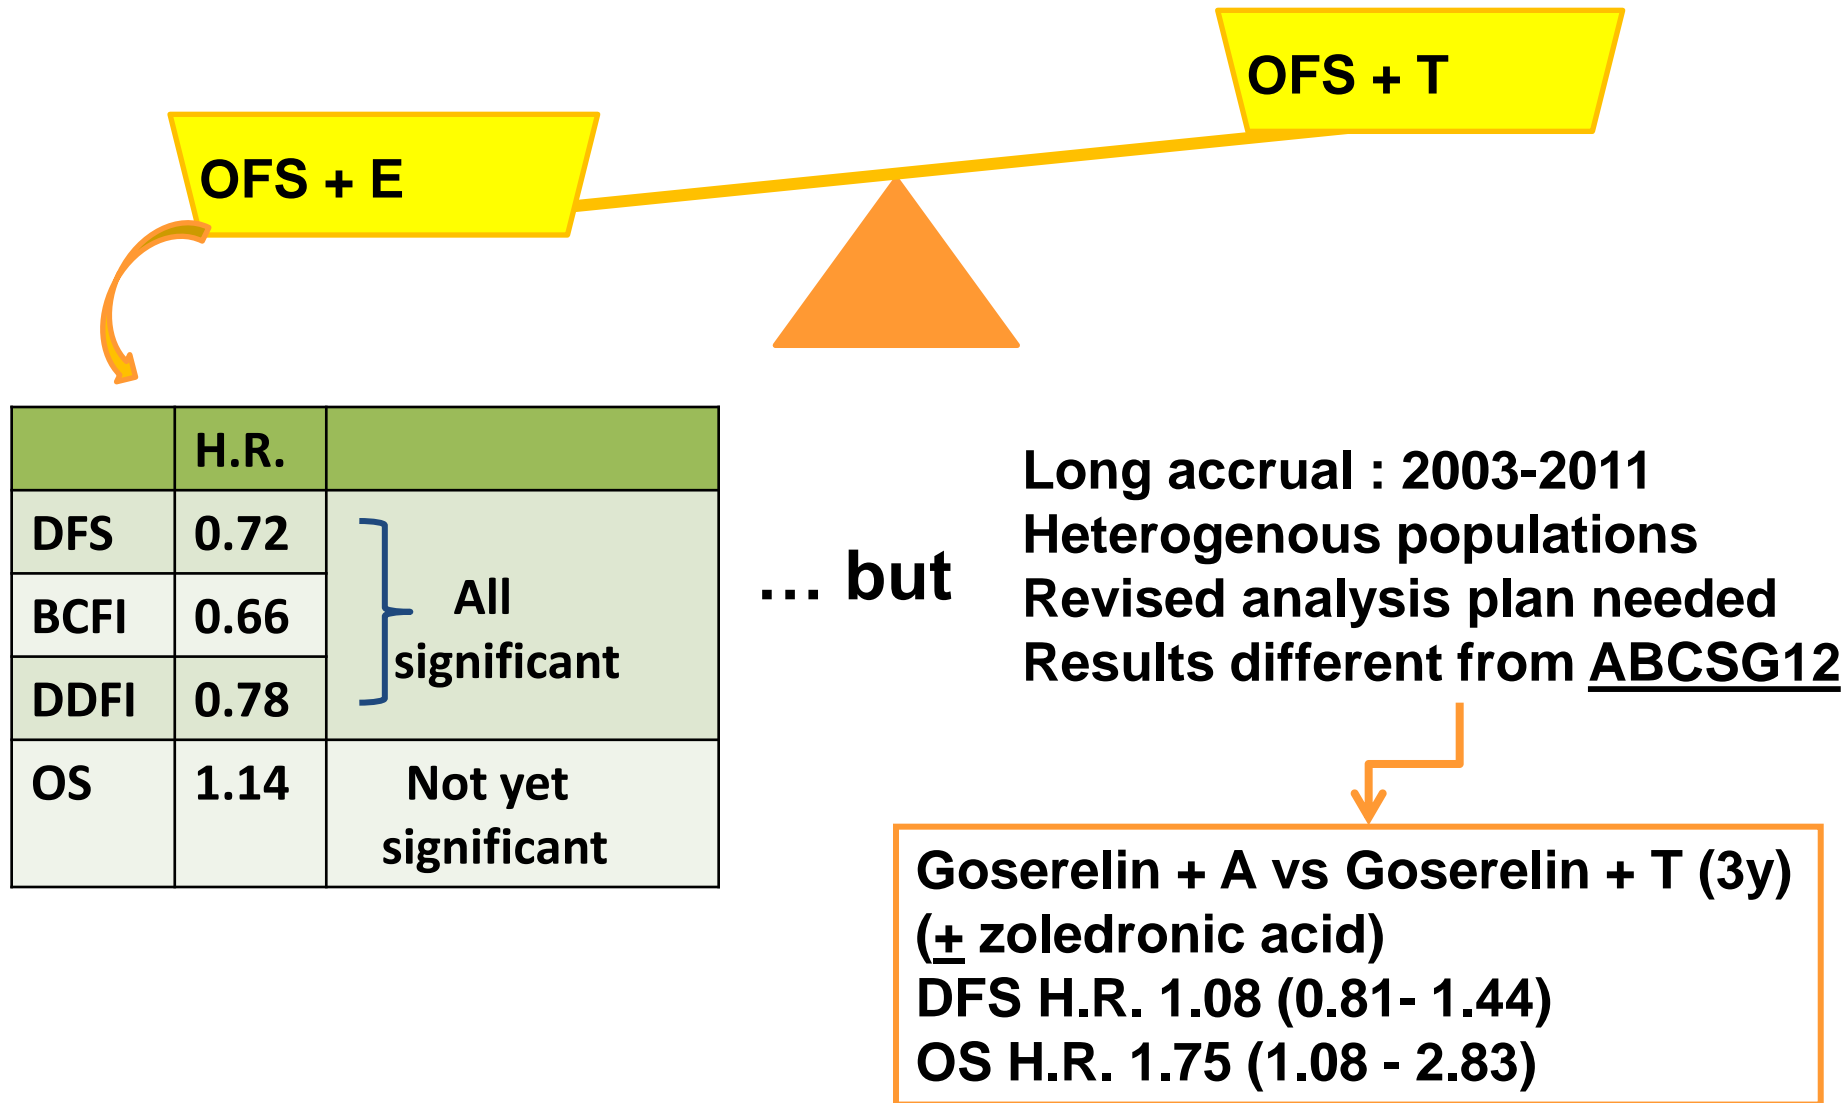 OFS + T
OFS + E
H.R.
DFS 0.72
BCFI 0.66
DDFI 0.78
All
significant
OS 1.14 Not yet
significant
... but
Long accrual : 2003-2011
Heterogenous populations
Revised analysis plan needed
Results different from ABCSG12
Goserelin + A vs Goserelin + T (3y)
(+ zoledronic acid)
DFS H.R. 1.08 (0.81- 1.44)
OS H.R. 1.75 (1.08 - 2.83)